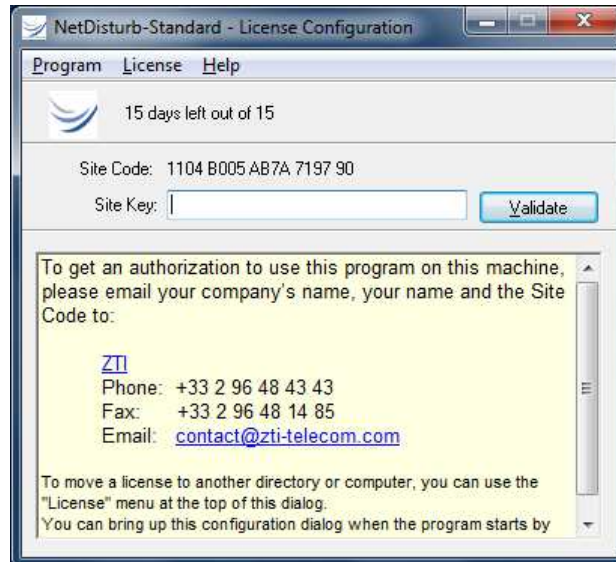 NetDisturb-Standard - License Configuration
Program License Help
15 days left out of 15
Site Code: 1104 B005 AB7A 7197 90
Site Key:
Validate
To get an authorization to use this program on this machine,
please email your company's name, your name and the Site
Code to:
ZTI
Phone: +33 2 96 48 43 43
Fax: +33 2 96 48 14 85
Email: contact@zti-telecom.com
To move a license to another directory or computer, you can use the
"License" menu at the top of this dialog.
You can bring up this configuration dialog when the program starts by